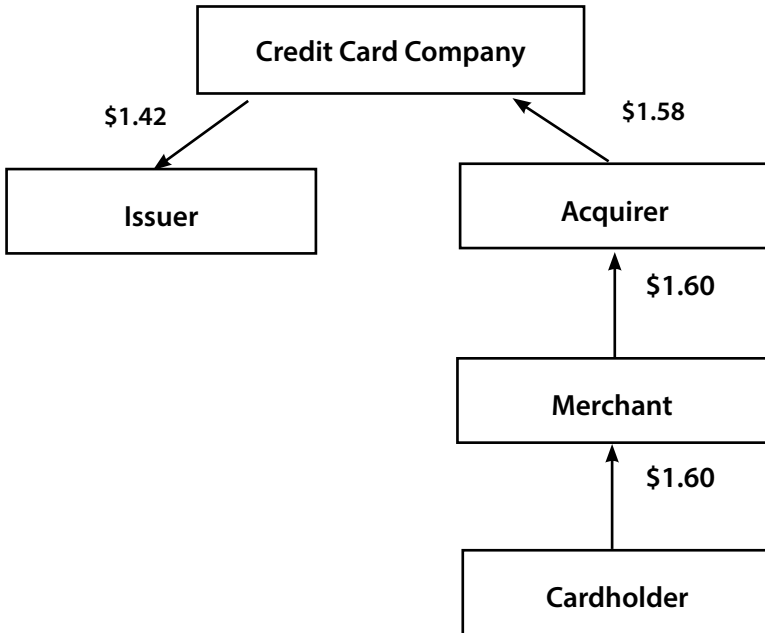 Credit Card Company
$1.42
$1.58
Issuer
Acquirer
$1.60
Merchant
$1.60
Cardholder